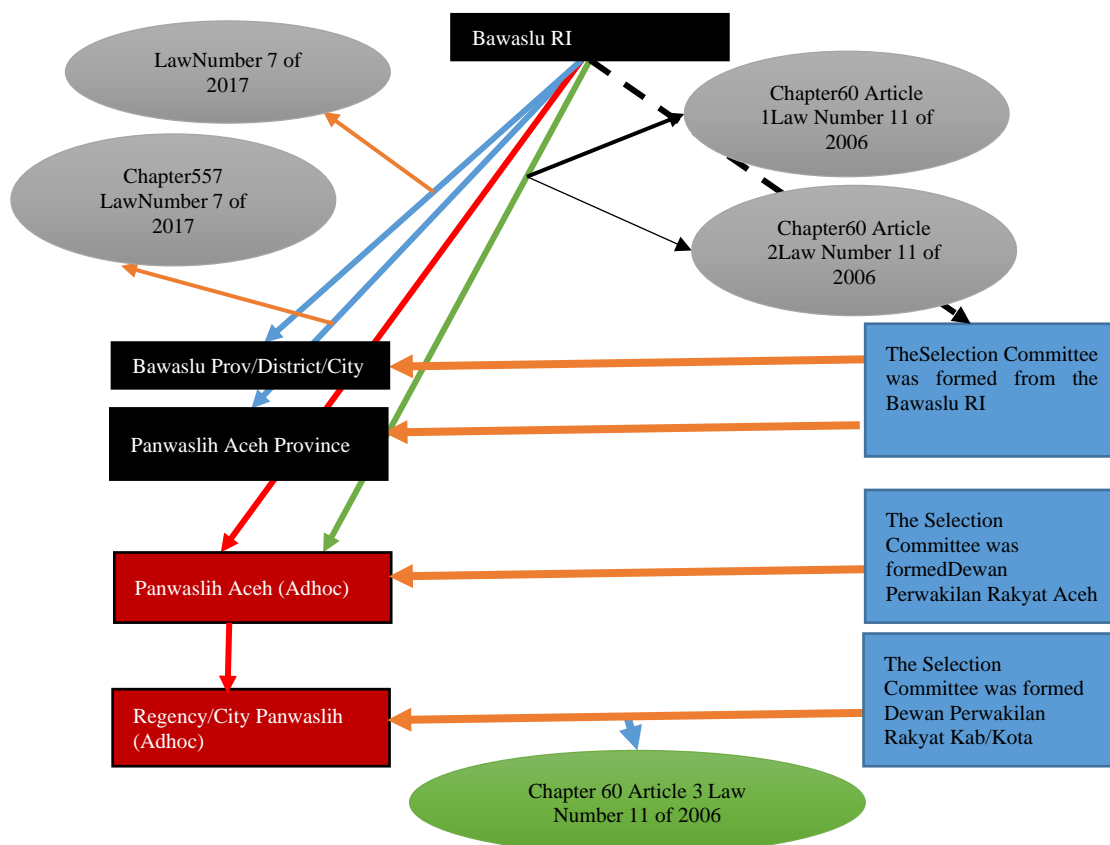 Bawaslu RI
LawNumber 7 of
2017
Chapter60 Article
1Law Number 11 of
2006
Chapter557
LawNumber 7 of
2017
Chapter60 Article
2Law Number 11 of
2006
Bawaslu Prov/District/City
TheSelection Committee
was formed from the
Bawaslu RI
Panwaslih Aceh Province
The Selection
Committee was
formedDewan
Perwakilan Rakyat Aceh
Panwaslih Aceh (Adhoc)
The Selection
Committee was formed
Dewan Perwakilan
Rakyat Kab/Kota
Regency/City Panwaslih
(Adhoc)
Chapter 60 Article 3 Law
Number 11 of 2006